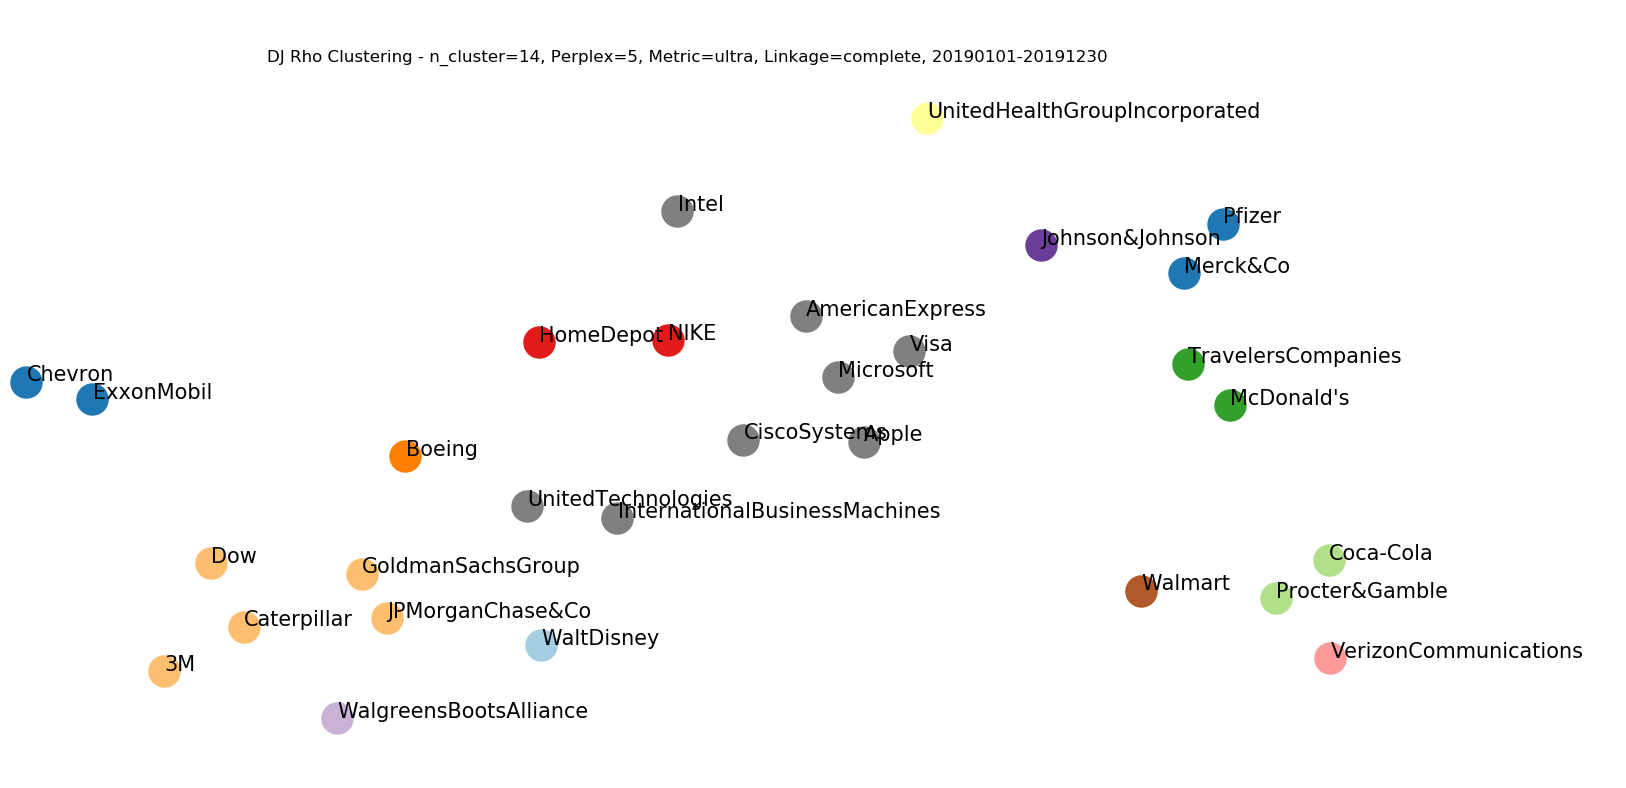 DJ Rho Clustering - n_cluster=14, Perplex=5, Metric=ultra, Linkage=complete, 20190101-20191230
UnitedHealthGroupIncorporated
Intel
Pfizer
Johnson&Johnson
Merck&Co
AmericanExpress
HomeDepot
NIKE
Visa
TravelersCompanies
Microsoft
Chevron
ExxonMobil
McDonald's
CiscoSystems
Apple
Boeing
UnitedTechnologies
InternationalBusinessMachines
Dow
GoldmanSachsGroup
Coca-Cola
Walmart
Procter&Gamble
Caterpillar
JPMorganChase&Co
WaltDisney
VerizonCommunications
3M
WalgreensBootsAlliance